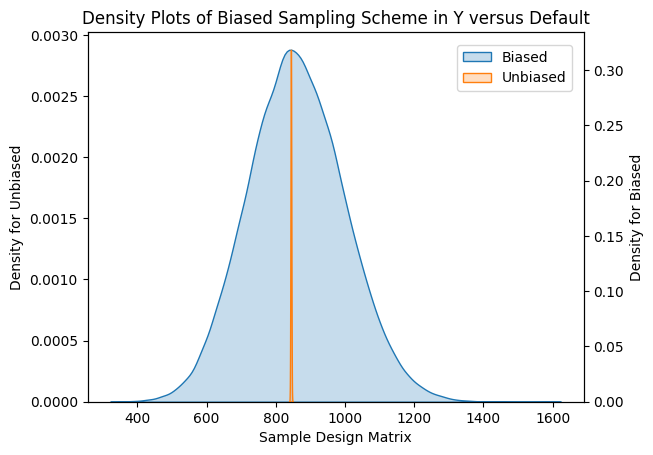 Density Plots of Biased Sampling Scheme in Y versus Default
Density for Unbiased
0.0030
0.0025
0.0020
0.0015
0.0010
0.0005
0.0000
Biased
Unbiased
0.30
0.25
0.20
0.15
0.10
0.05
0.00
Density for Biased
400 600 800 1000 1200 1400 1600
Sample Design Matrix